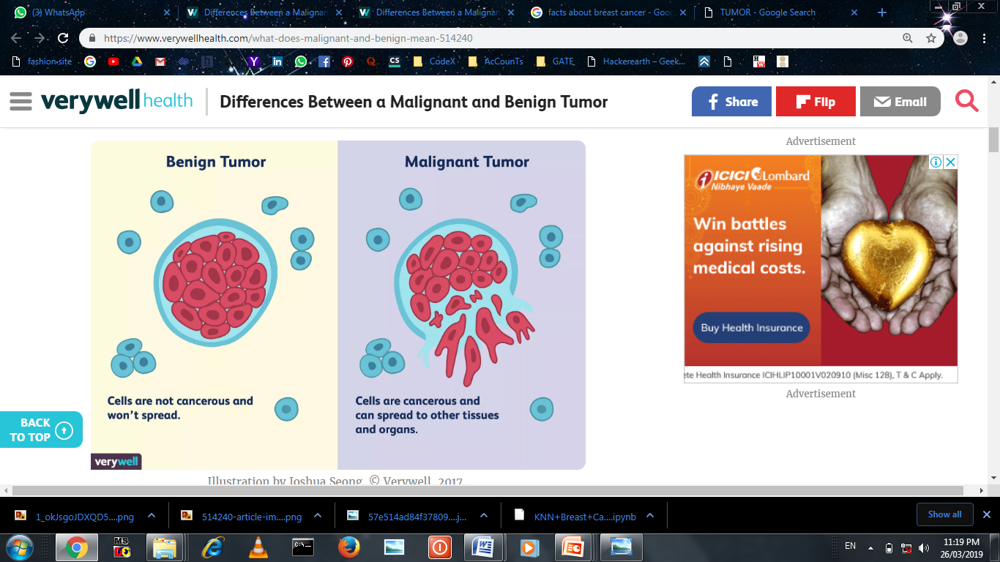 (3) WhatsApp
Differences Between a Malignan
Differences Between a Malignan
facts about breast cancer - Goo
TUMOR - Google Search
https://www.verywellhealth.com/what-does-malignant-and-benign-mean-514240
fashion-site
CodeX
AcCounTs
GATE
Hackerearth – Geek...
verywell health
Differences Between a Malignant and Benign Tumor
Share
Flip
Email
Advertisement
Benign Tumor
Malignant Tumor
ICICI Lombard
Nibhaye Vaade
Win battles
against rising
medical costs.
Buy Health Insurance
ete Health Insurance ICIHLIP10001V020910 (Misc 128), T & C Apply.
Advertisement
Cells are not cancerous and
won't spread.
Cells are cancerous and
can spread to other tissues
and organs.
BACK
TO TOP
verywell
Illustration by Joshua Seong. © Verywell, 2017.
1_okJsgoJDXQD5....png
514240-article-im....png
57e514ad84f37809....j...
KNN+Breast+Ca....ipynb
Show all
EN
11:19 PM
26/03/2019